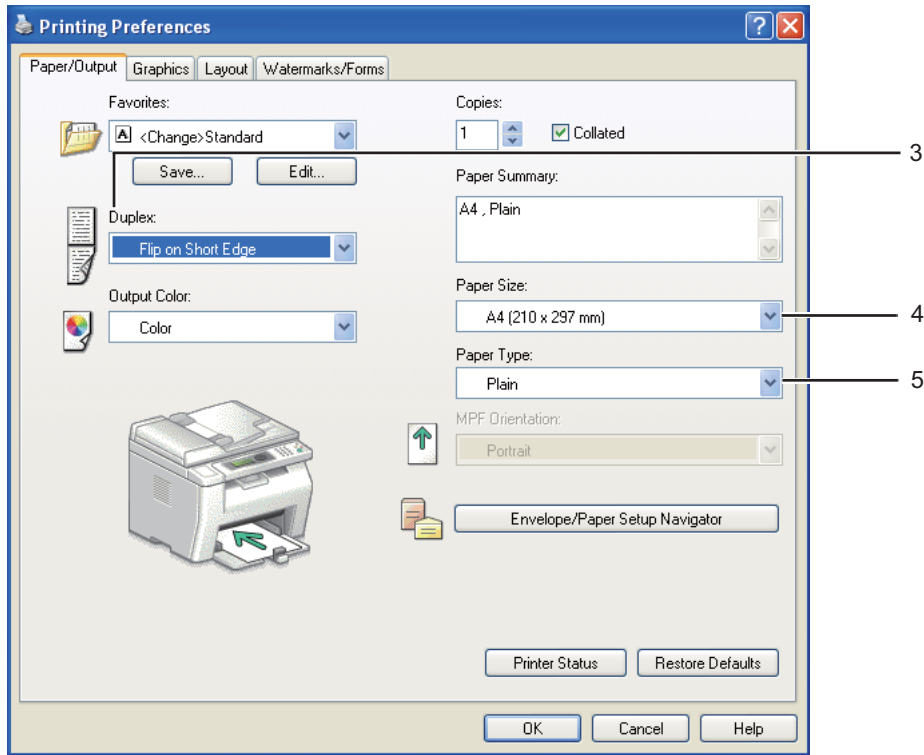 Printing Preferences
Paper/Output Graphics Layout Watermarks/Forms
Favorites:
A <Change>Standard
Save... Edit...
Duplex:
Flip on Short Edge
Output Color:
Color
Copies:
1 Collated
3
Paper Summary:
A4 , Plain
Paper Size:
A4 (210 x 297 mm)
4
Paper Type:
Plain
5
MPF Orientation:
Portrait
Envelope/Paper Setup Navigator
Printer Status Restore Defaults
OK Cancel Help